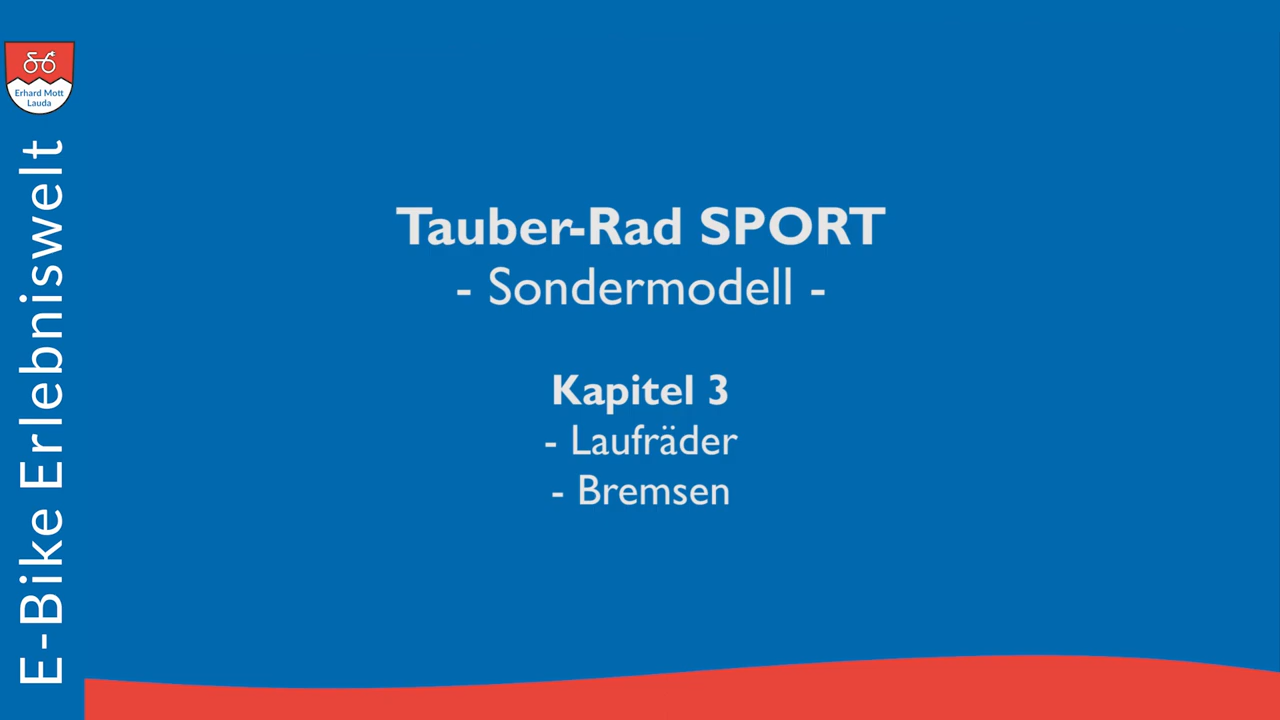 Erhard Mott
Lauda
E-Bike Erlebniswelt
Tauber-Rad SPORT
- Sondermodell -
Kapitel 3
- Laufräder
- Bremsen